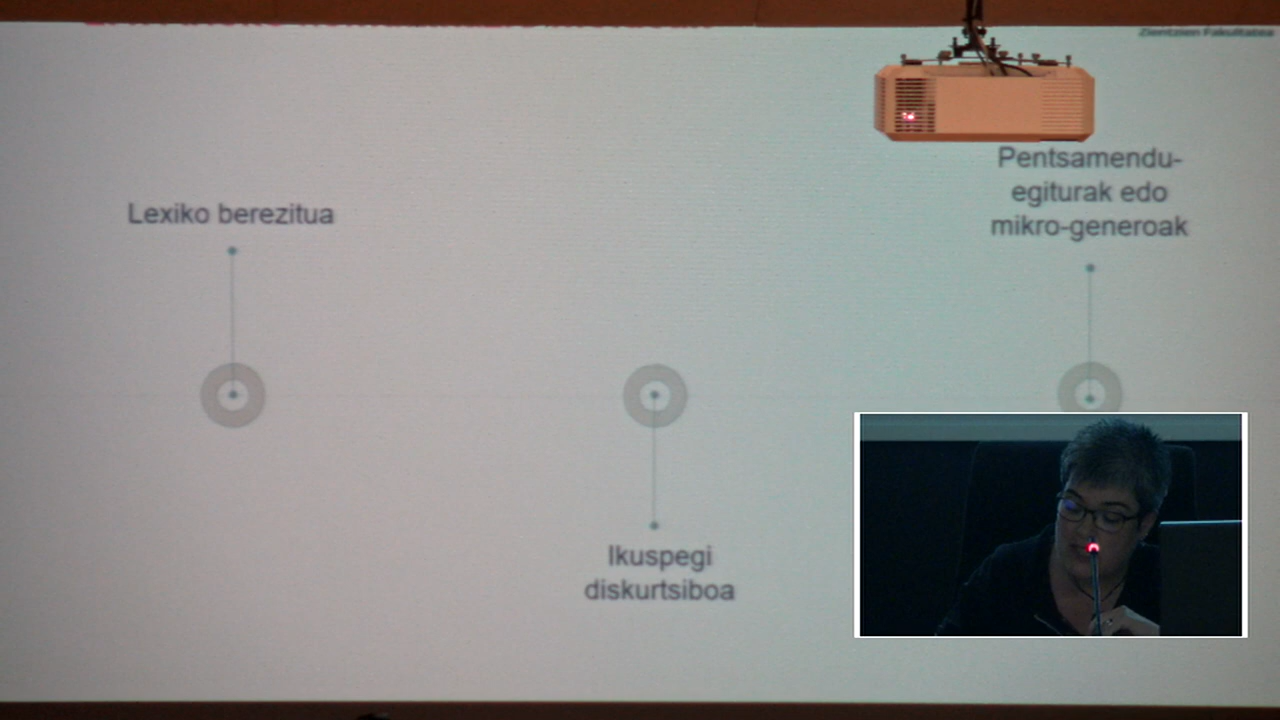 Zientzien Fakultatea
Lexiko berezitua
Pentsamendu-
egiturak edo
mikro-generoak
Ikuspegi
diskurtsiboa